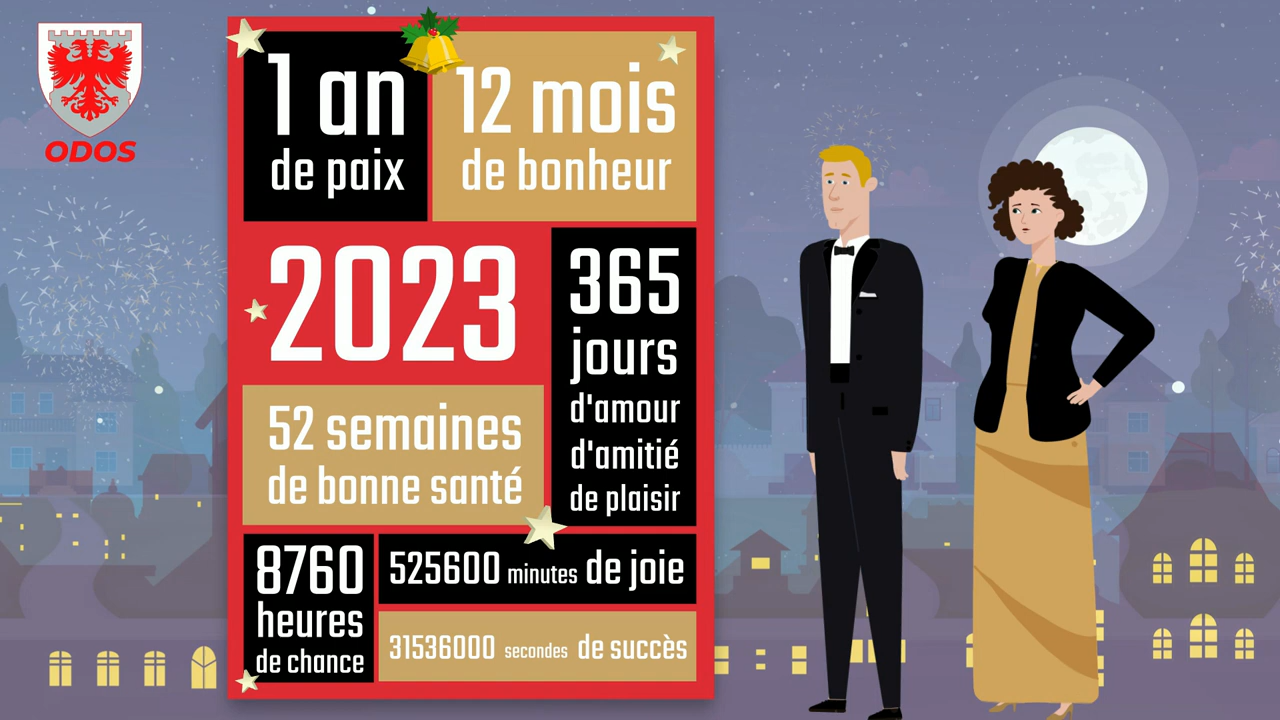 ODOS
1 an
de paix
12 mois
de bonheur
2023
365
jours
d'amour
d'amitié
de plaisir
52 semaines
de bonne santé
8760
heures
de chance
525600 minutes de joie
31536000 secondes de succès